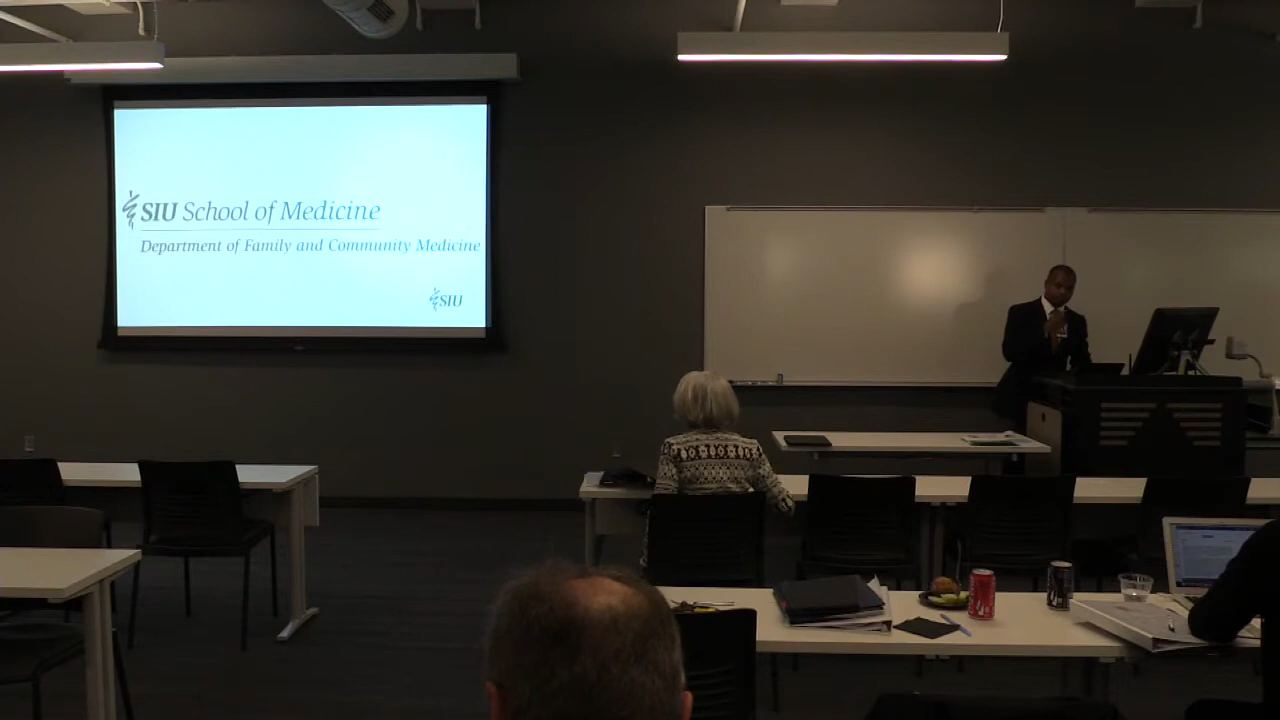 SIU School of Medicine
Department of Family and Community Medicine
SIU